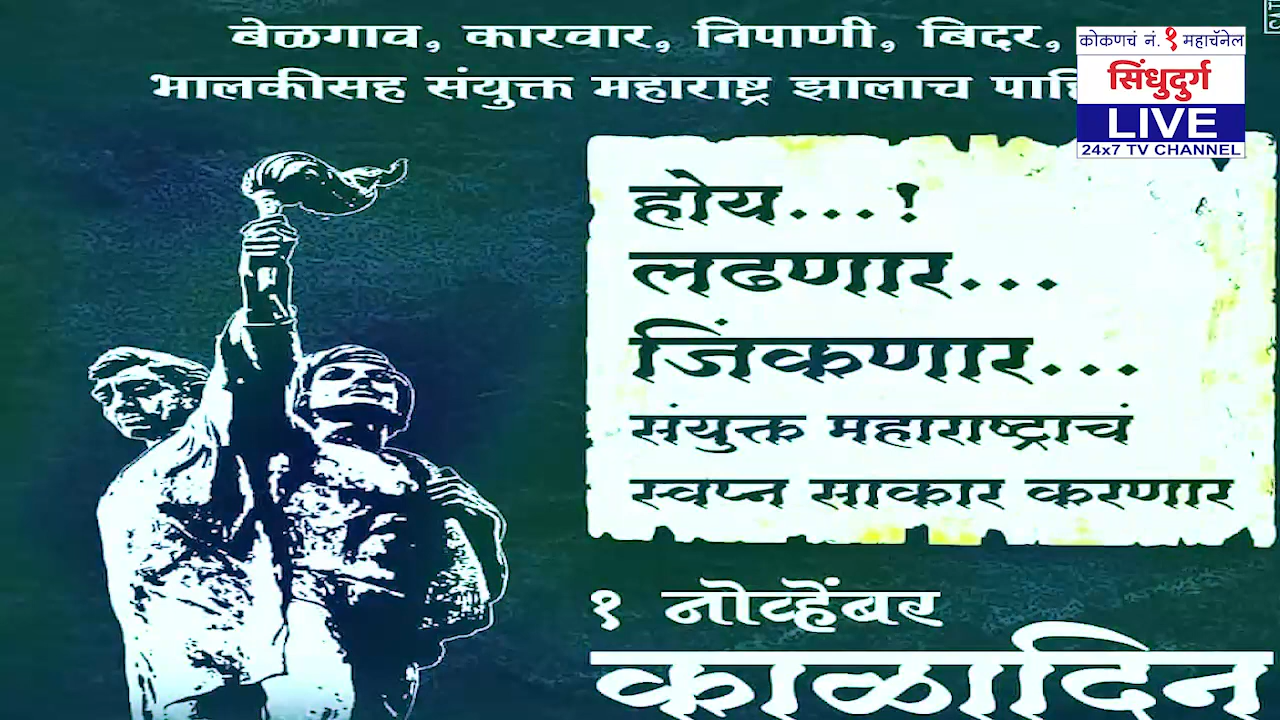 बेळगाव, कारवार, निपाणी, बिदर,
भालकीसह संयुक्त महाराष्ट्र झालाच
कोकणचं नं. १ महाचॅनेल
सिंधुदुर्ग
LIVE
24x7 TV CHANNEL
होय...!
लढणार...
जिंकणार...
संयुक्त महाराष्ट्राचं
स्वप्न साकार करणार
१ नोव्हेंबर
काळादिन